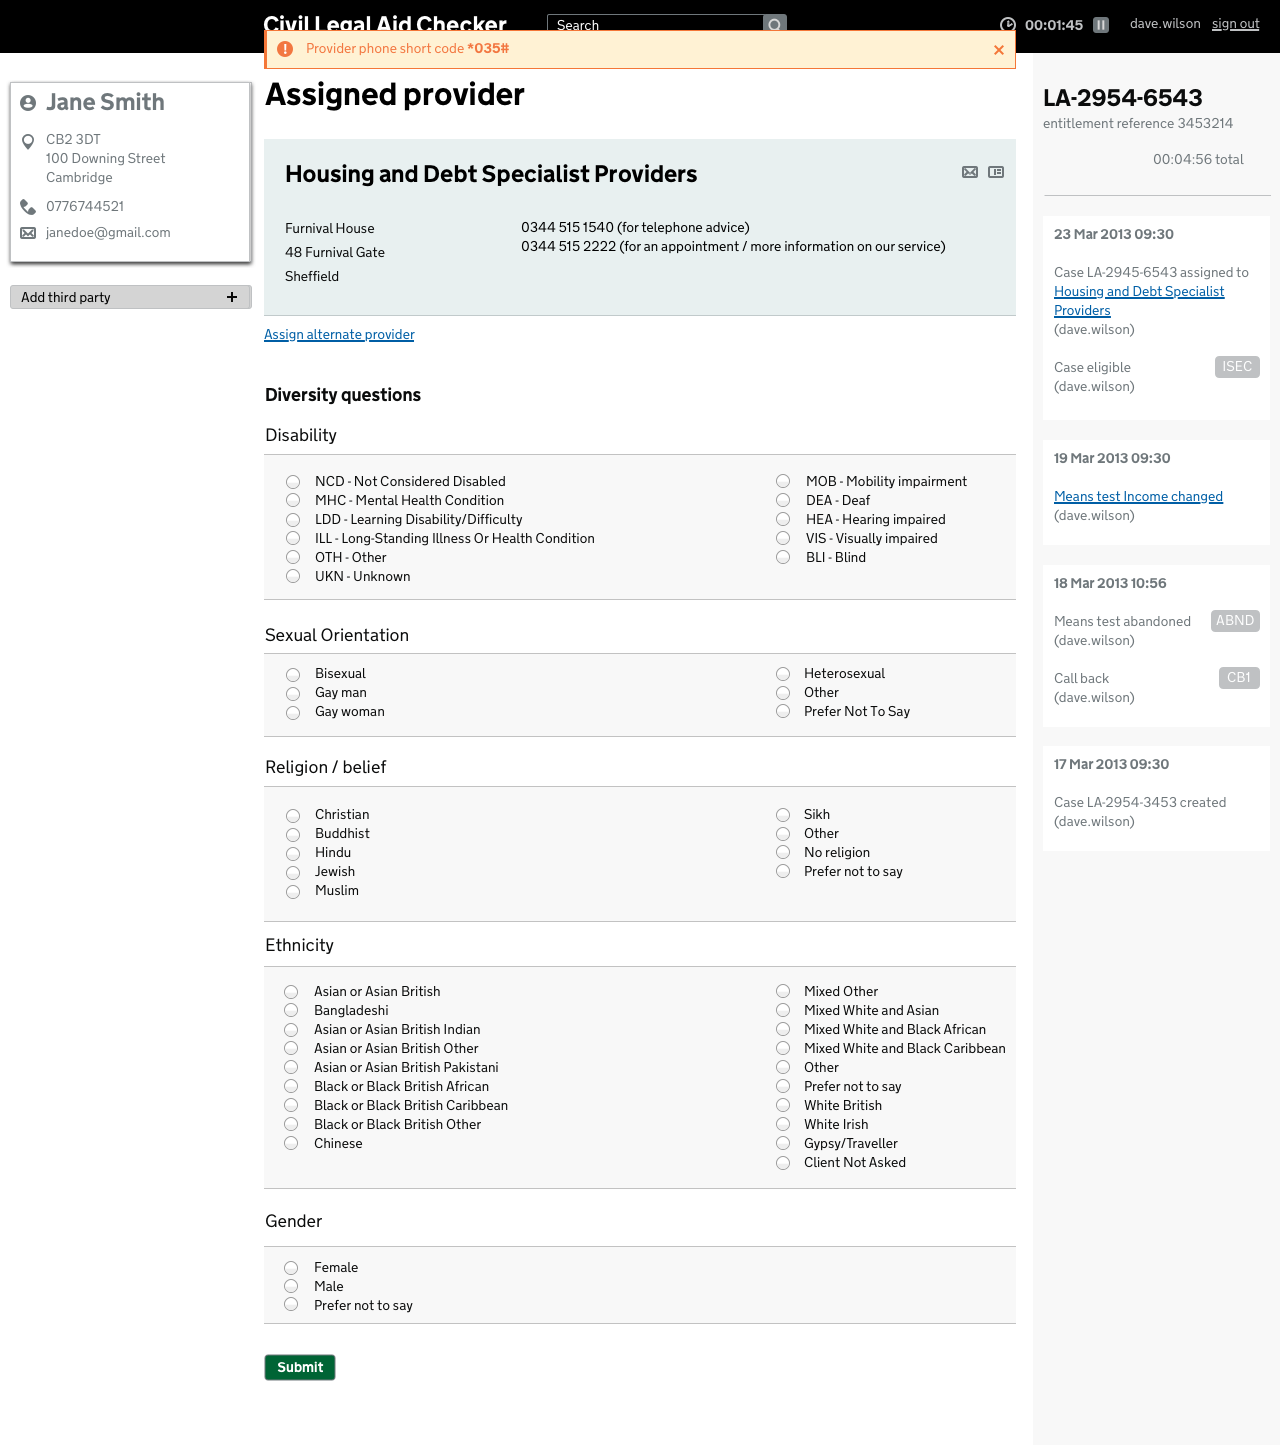 Civil Legal Aid Checker
Search
00:01:45
dave.wilson
sign out
Provider phone short code *035#
Jane Smith
CB2 3DT
100 Downing Street
Cambridge
0776744521
janedoe@gmail.com
Add third party
Assigned provider
Housing and Debt Specialist Providers
Furnival House
48 Furnival Gate
Sheffield
0344 515 1540 (for telephone advice)
0344 515 2222 (for an appointment / more information on our service)
Assign alternate provider
Diversity questions
Disability
NCD - Not Considered Disabled
MHC - Mental Health Condition
LDD - Learning Disability/Difficulty
ILL - Long-Standing Illness Or Health Condition
OTH - Other
UKN - Unknown
MOB - Mobility impairment
DEA - Deaf
HEA - Hearing impaired
VIS - Visually impaired
BLI - Blind
Sexual Orientation
Bisexual
Gay man
Gay woman
Heterosexual
Other
Prefer Not To Say
Religion / belief
Christian
Buddhist
Hindu
Jewish
Muslim
Sikh
Other
No religion
Prefer not to say
Ethnicity
Asian or Asian British
Bangladeshi
Asian or Asian British Indian
Asian or Asian British Other
Asian or Asian British Pakistani
Black or Black British African
Black or Black British Caribbean
Black or Black British Other
Chinese
Mixed Other
Mixed White and Asian
Mixed White and Black African
Mixed White and Black Caribbean
Other
Prefer not to say
White British
White Irish
Gypsy/Traveller
Client Not Asked
Gender
Female
Male
Prefer not to say
Submit
LA-2954-6543
entitlement reference 3453214
00:04:56 total
23 Mar 2013 09:30
Case LA-2945-6543 assigned to
Housing and Debt Specialist
Providers
(dave.wilson)
Case eligible
ISEC
(dave.wilson)
19 Mar 2013 09:30
Means test Income changed
(dave.wilson)
18 Mar 2013 10:56
Means test abandoned
ABND
(dave.wilson)
Call back
CB1
(dave.wilson)
17 Mar 2013 09:30
Case LA-2954-3453 created
(dave.wilson)